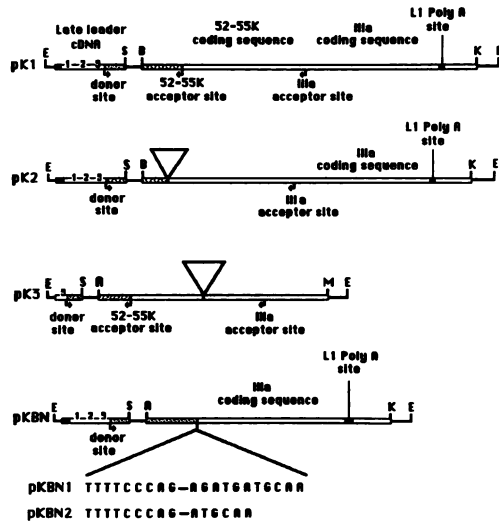 Late leader
cDNA
52-55K
coding sequence
IIIa
coding sequence
L1 Poly A
site
E S B K E
pK1 1-2-3
donor
site
52-55K
acceptor site
IIIa
acceptor site
L1 Poly A
site
IIIa
coding sequence
E S B K E
pK2 1-2-3
donor
site
IIIa
acceptor site
E S A M E
pK3 3
donor
site
52-55K
acceptor site
IIIa
acceptor site
L1 Poly A
site
IIIa
coding sequence
E S A K E
pKBN 1-2-3
donor
site
pKBN1 TTTTCCCAG-AGATGATGCAA
pKBN2 TTTTCCCAG-ATGCAA